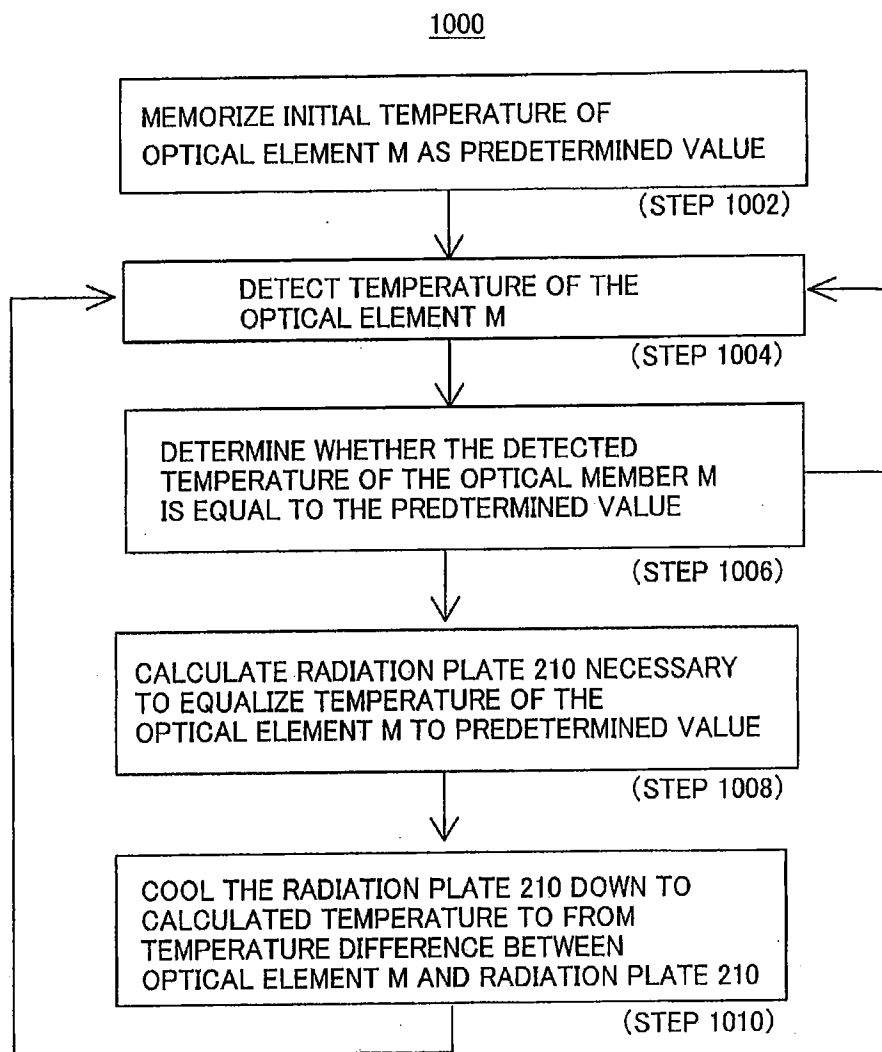 1000
MEMORIZE INITIAL TEMPERATURE OF
OPTICAL ELEMENT M AS PREDETERMINED VALUE
(STEP 1002)
DETECT TEMPERATURE OF THE
OPTICAL ELEMENT M
(STEP 1004)
DETERMINE WHETHER THE DETECTED
TEMPERATURE OF THE OPTICAL MEMBER M
IS EQUAL TO THE PREDTERMINED VALUE
(STEP 1006)
CALCULATE RADIATION PLATE 210 NECESSARY
TO EQUALIZE TEMPERATURE OF THE
OPTICAL ELEMENT M TO PREDETERMINED VALUE
(STEP 1008)
COOL THE RADIATION PLATE 210 DOWN TO
CALCULATED TEMPERATURE TO FROM
TEMPERATURE DIFFERENCE BETWEEN
OPTICAL ELEMENT M AND RADIATION PLATE 210
(STEP 1010)